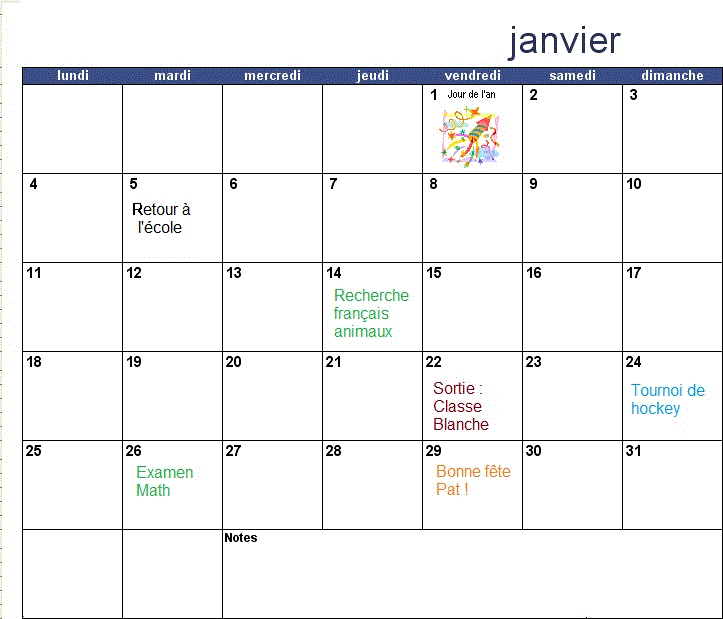 janvier
lundi mardi mercredi jeudi vendredi samedi dimanche
1 Jour de l'an 2 3
4 5 6 7 8 9 10
Retour à
l'école
11 12 13 14 15 16 17
Recherche
français
animaux
18 19 20 21 22 23 24
Sortie :
Classe
Blanche
Tournoi de
hockey
25 26 27 28 29 30 31
Examen
Math
Bonne fête
Pat !
Notes